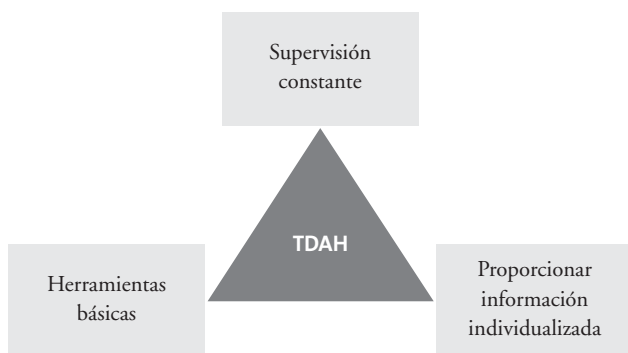 Supervisión
constante
TDAH
Herramientas
básicas
Proporcionar
información
individualizada